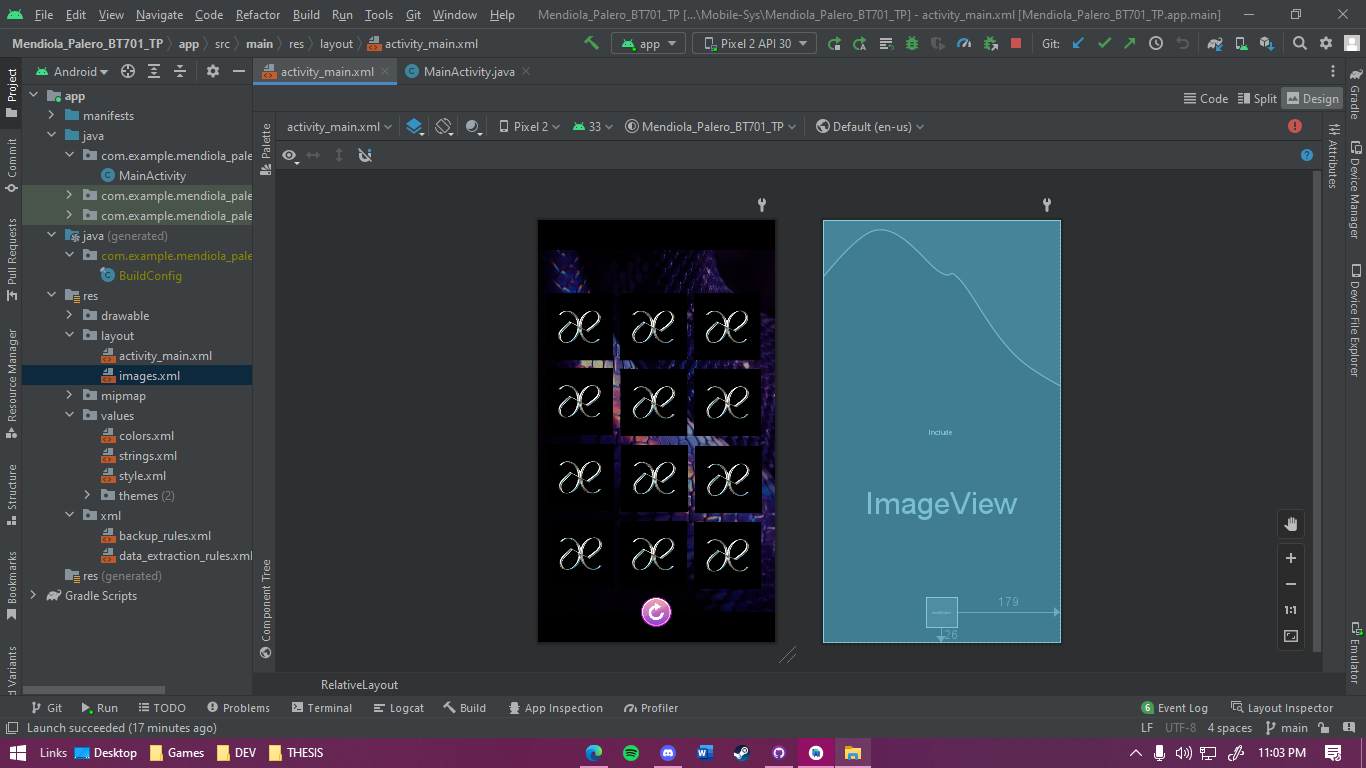 File Edit View Navigate Code Refactor Build Run Tools Git Window Help Mendiola_Palero_BT701_TP [...\Mobile-Sys\Mendiola_Palero_BT701_TP] - activity_main.xml [Mendiola_Palero_BT701_TP.app.main]
Mendiola_Palero_BT701_TP app src main res layout activity_main.xml app Pixel 2 API 30 Git:
Project
Commit
Pull Requests
Resource Manager
Structure
Bookmarks
d Variants
Android
app
manifests
java
com.example.mendiola_pale
MainActivity
com.example.mendiola_pale
com.example.mendiola_pale
java (generated)
com.example.mendiola_pale
BuildConfig
res
drawable
layout
activity_main.xml
images.xml
mipmap
values
colors.xml
strings.xml
style.xml
themes (2)
xml
backup_rules.xml
data_extraction_rules.xml
res (generated)
Gradle Scripts
activity_main.xml MainActivity.java
Code Split Design
Palette
Component Tree
activity_main.xml Pixel 2 33 Mendiola_Palero_BT701_TP Default (en-us)
include
ImageView
179
26
1:1
RelativeLayout
Attributes
Gradle
Device Manager
Device File Explorer
Emulator
Git Run TODO Problems Terminal Logcat Build App Inspection Profiler 6 Event Log Layout Inspector
Launch succeeded (17 minutes ago) LF UTF-8 4 spaces main
Links Desktop Games DEV THESIS 11:03 PM